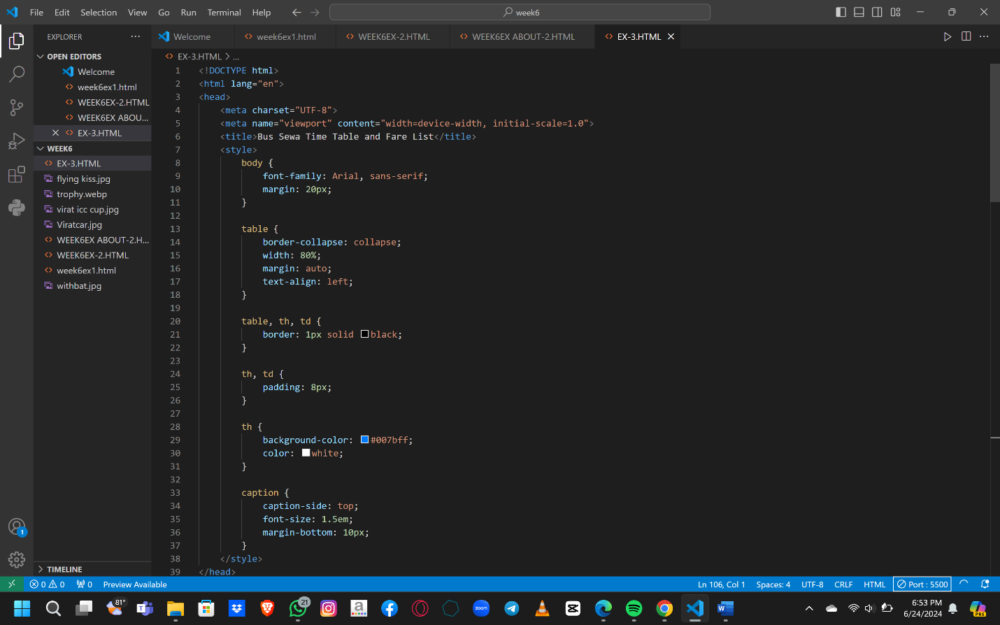 File Edit Selection View Go Run Terminal Help
week6
EXPLORER
Welcome
week6ex1.html
WEEK6EX-2.HTML
WEEK6EX ABOUT-2.HTML
EX-3.HTML
OPEN EDITORS
Welcome
week6ex1.html
WEEK6EX-2.HTML
WEEK6EX ABOU...
EX-3.HTML
WEEK6
EX-3.HTML
flying kiss.jpg
trophy.webp
virat icc cup.jpg
Viratcar.jpg
WEEK6EX ABOUT-2.H...
WEEK6EX-2.HTML
week6ex1.html
withbat.jpg
TIMELINE
EX-3.HTML > ...
1 <!DOCTYPE html>
2 <html lang="en">
3 <head>
4 <meta charset="UTF-8">
5 <meta name="viewport" content="width=device-width, initial-scale=1.0">
6 <title>Bus Sewa Time Table and Fare List</title>
7 <style>
8 body {
9 font-family: Arial, sans-serif;
10 margin: 20px;
11 }
12
13 table {
14 border-collapse: collapse;
15 width: 80%;
16 margin: auto;
17 text-align: left;
18 }
19
20 table, th, td {
21 border: 1px solid black;
22 }
23
24 th, td {
25 padding: 8px;
26 }
27
28 th {
29 background-color: #007bff;
30 color: white;
31 }
32
33 caption {
34 caption-side: top;
35 font-size: 1.5em;
36 margin-bottom: 10px;
37 }
38 </style>
39 </head>
1
0 0 0 Preview Available
Ln 106, Col 1 Spaces: 4 UTF-8 CRLF HTML Port : 5500
81°
21
a
zoom
W
PRE
6:53 PM
6/24/2024